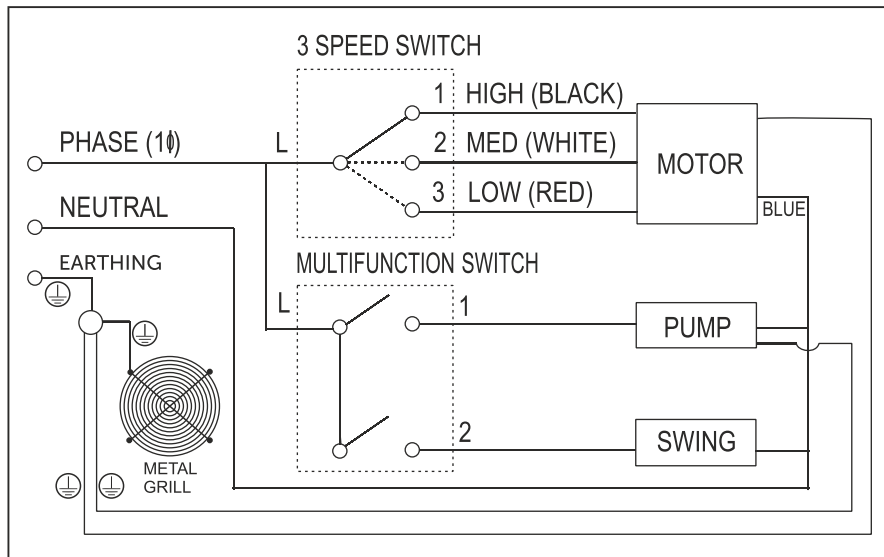 3 SPEED SWITCH
1 HIGH (BLACK)
PHASE (1ϕ)
L
2 MED (WHITE)
MOTOR
3 LOW (RED)
NEUTRAL
BLUE
EARTHING
MULTIFUNCTION SWITCH
L
1
PUMP
2
SWING
METAL
GRILL